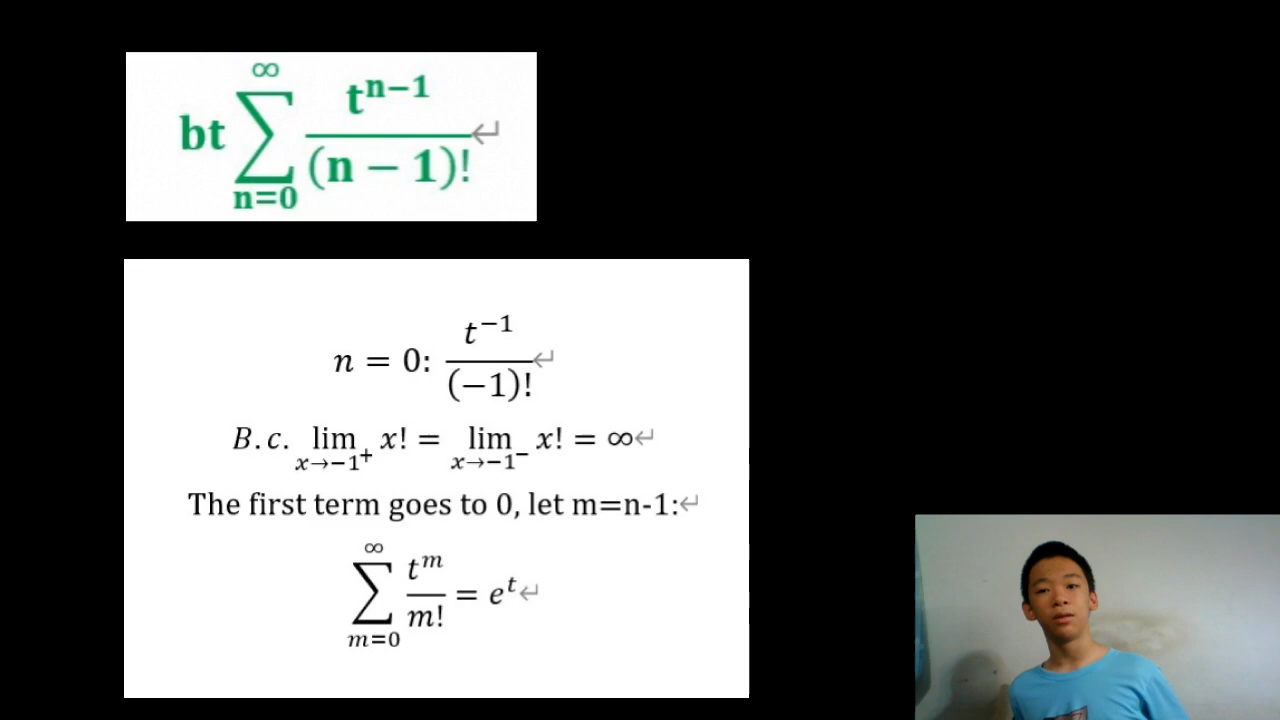 bt ∑_{n=0}^{∞} t^{n−1}/(n − 1)! ↵
n = 0: t^{−1}/(−1)! ↵
B.c. lim_{x→−1⁺} x! = lim_{x→−1⁻} x! = ∞ ↵
The first term goes to 0, let m=n-1: ↵
∑_{m=0}^{∞} t^m/m! = e^t ↵